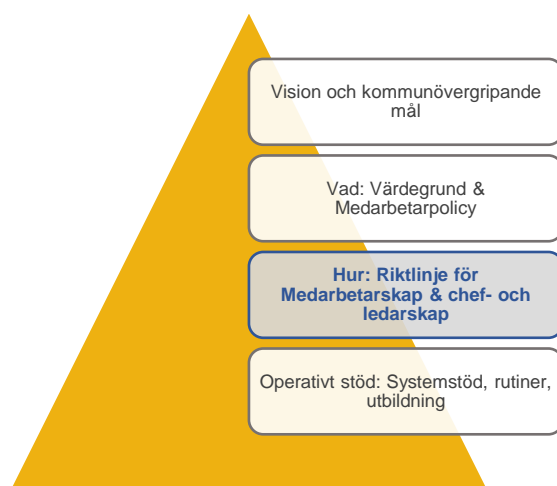 Vision och kommunövergripande
mål
Vad: Värdegrund &
Medarbetarpolicy
Hur: Riktlinje för
Medarbetarskap & chef- och
ledarskap
Operativt stöd: Systemstöd, rutiner,
utbildning